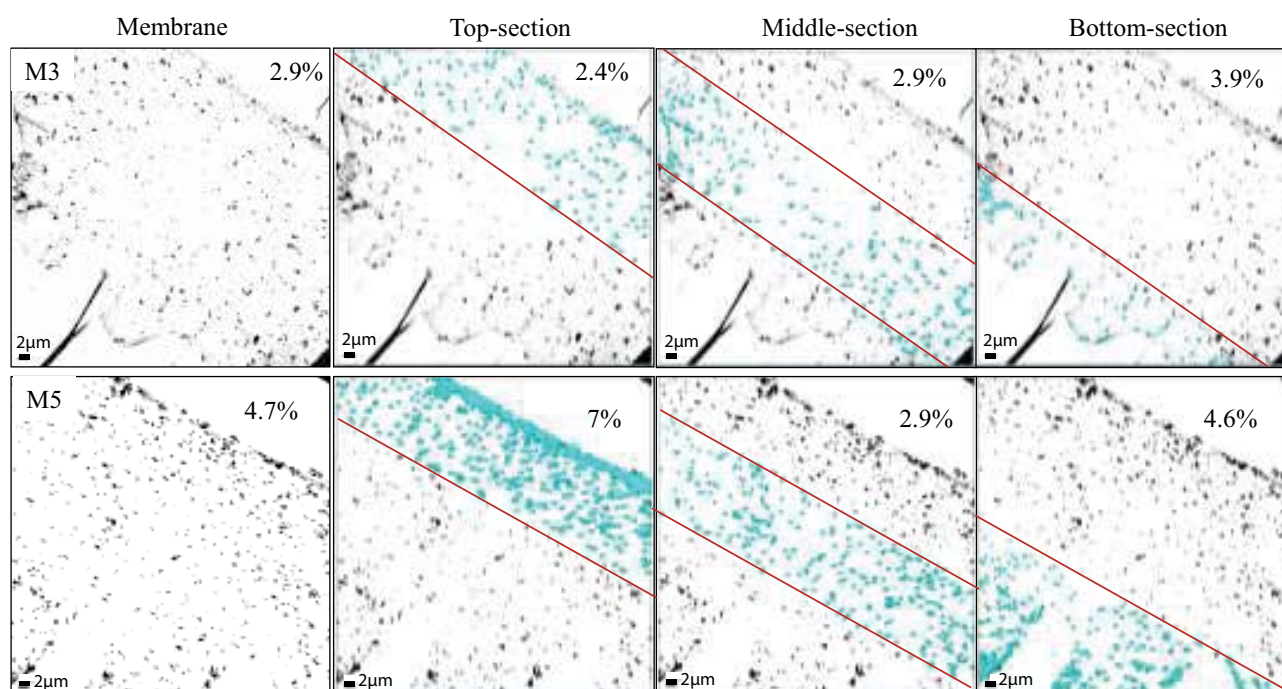 Membrane
Top-section
Middle-section
Bottom-section
M3
2.9%
2.4%
2.9%
3.9%
2µm
2µm
2µm
2µm
M5
4.7%
7%
2.9%
4.6%
2µm
2µm
2µm
2µm